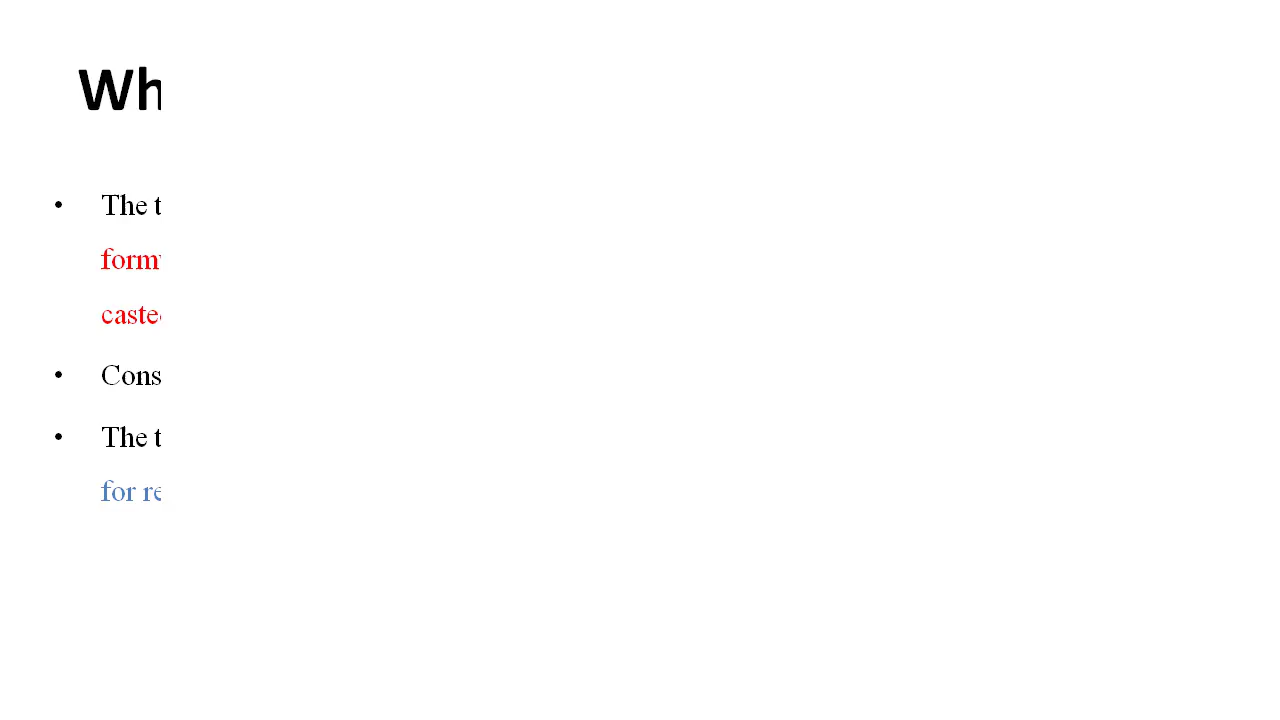 Wh
• The t
form
caste
• Cons
• The t
for re